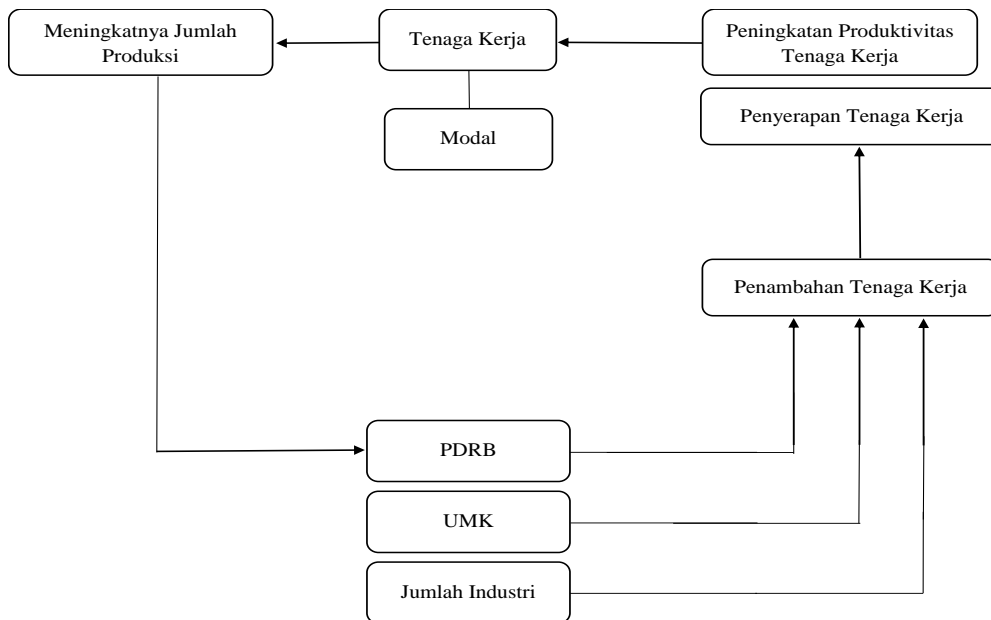 Meningkatnya Jumlah
Produksi
Tenaga Kerja
Peningkatan Produktivitas
Tenaga Kerja
Modal
Penyerapan Tenaga Kerja
Penambahan Tenaga Kerja
PDRB
UMK
Jumlah Industri